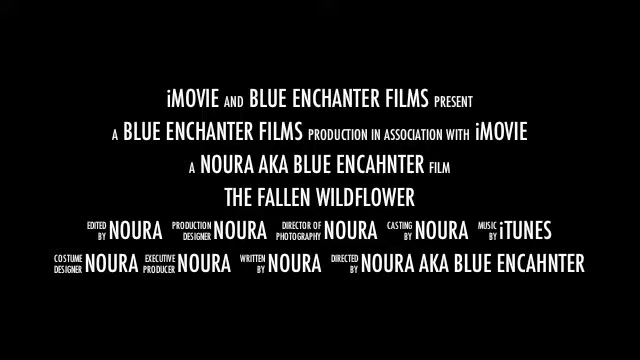 iMOVIE AND BLUE ENCHANTER FILMS PRESENT
A BLUE ENCHANTER FILMS PRODUCTION IN ASSOCIATION WITH iMOVIE
A NOURA AKA BLUE ENCAHNTER FILM
THE FALLEN WILDFLOWER
EDITED BY NOURA PRODUCTION DESIGNER NOURA DIRECTOR OF PHOTOGRAPHY NOURA CASTING BY NOURA MUSIC BY iTUNES
COSTUME DESIGNER NOURA EXECUTIVE PRODUCER NOURA WRITTEN BY NOURA DIRECTED BY NOURA AKA BLUE ENCAHNTER